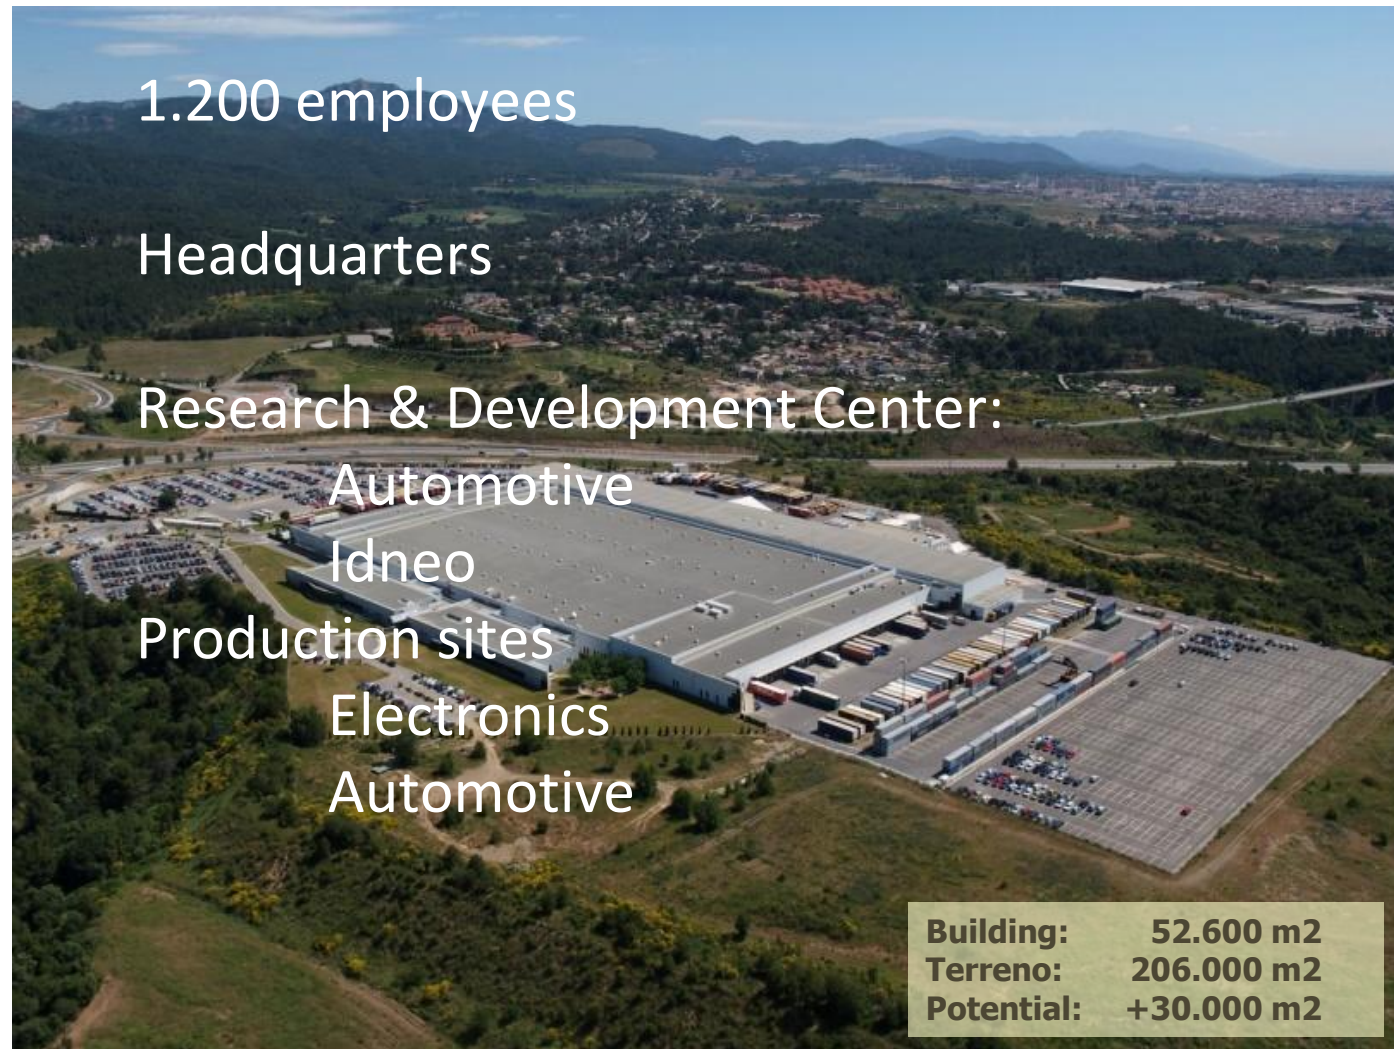 1.200 employees
Headquarters
Research & Development Center:
Automotive
Idneo
Production sites
Electronics
Automotive
Building: 52.600 m2
Terreno: 206.000 m2
Potential: +30.000 m2